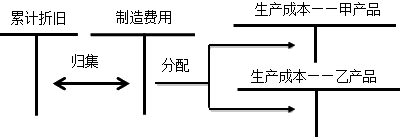 累计折旧
制造费用
生产成本——甲产品
归集
分配
生产成本——乙产品